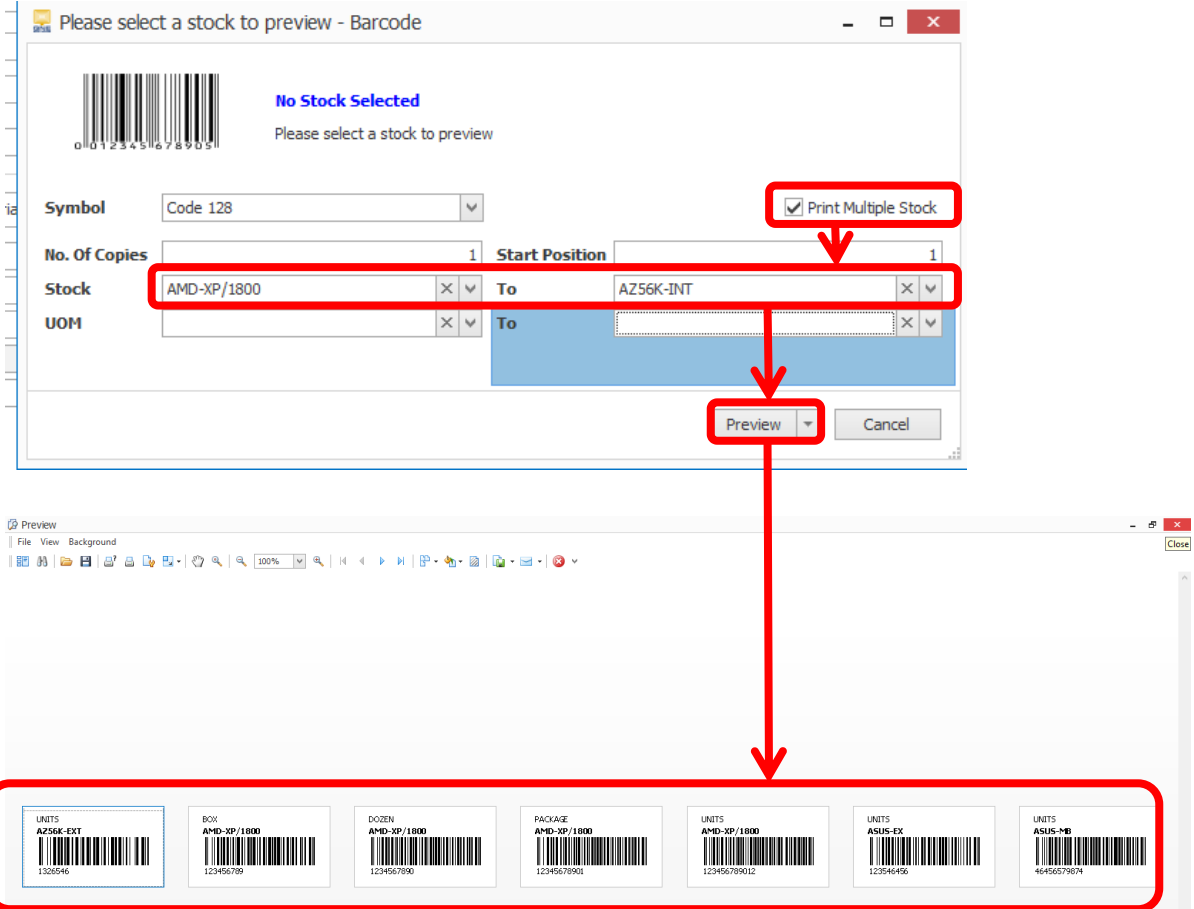 Please select a stock to preview - Barcode
No Stock Selected
Please select a stock to preview
0 012345 678905
Symbol Code 128 Print Multiple Stock
No. Of Copies 1 Start Position 1
Stock AMD-XP/1800 To AZ56K-INT
UOM To
Preview Cancel
Preview
File View Background
Close
100%
UNITS BOX DOZEN PACKAGE UNITS UNITS UNITS
AZ56K-EXT AMD-XP/1800 AMD-XP/1800 AMD-XP/1800 AMD-XP/1800 ASUS-EX ASUS-MB
1326546 123456789 1234567890 12345678901 123456789012 123546456 46456579874